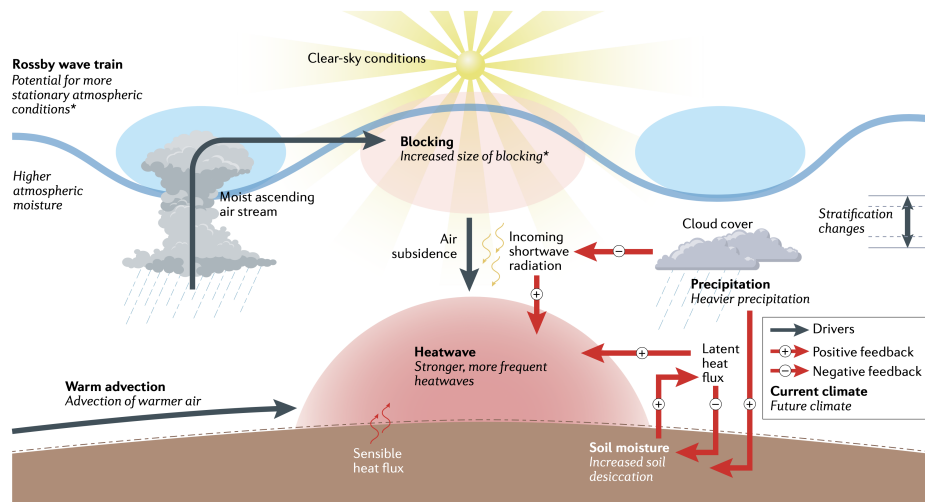 Clear-sky conditions
Rossby wave train
Potential for more
stationary atmospheric
conditions*
Blocking
Increased size of blocking*
Higher
atmospheric
moisture
Moist ascending
air stream
Stratification
changes
Cloud cover
Air
subsidence
Incoming
shortwave
radiation
−
Precipitation
Heavier precipitation
+
Drivers
+
Positive feedback
−
Negative feedback
Current climate
Future climate
Heatwave
Stronger, more frequent
heatwaves
+
Latent
heat
flux
Warm advection
Advection of warmer air
+
−
+
Sensible
heat flux
Soil moisture
Increased soil
desiccation